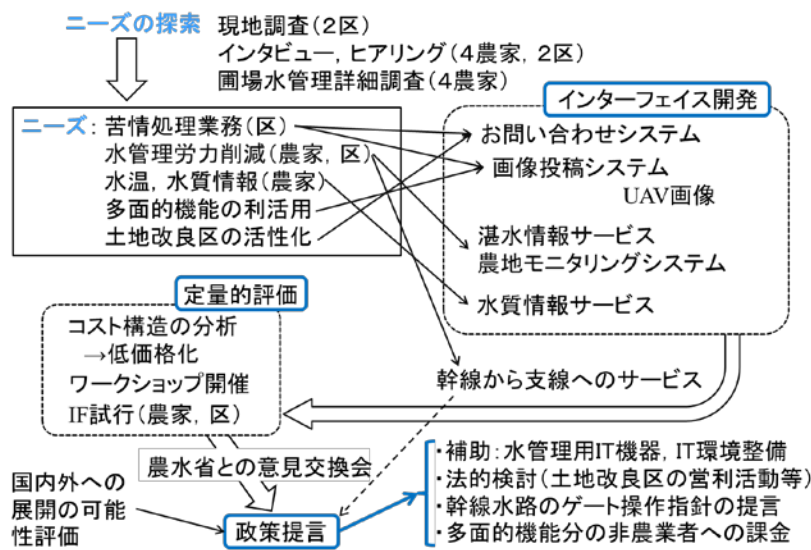 ニーズの探索 現地調査(2区)
インタビュー, ヒアリング(4農家, 2区)
圃場水管理詳細調査(4農家)
ニーズ: 苦情処理業務(区)
水管理労力削減(農家, 区)
水温, 水質情報(農家)
多面的機能の利活用
土地改良区の活性化
インターフェイス開発
お問い合わせシステム
画像投稿システム
UAV画像
湛水情報サービス
農地モニタリングシステム
水質情報サービス
定量的評価
コスト構造の分析
→低価格化
ワークショップ開催
IF試行(農家, 区)
幹線から支線へのサービス
農水省との意見交換会
国内外への
展開の可能
性評価
政策提言
・補助:水管理用IT機器, IT環境整備
・法的検討(土地改良区の営利活動等)
・幹線水路のゲート操作指針の提言
・多面的機能分の非農業者への課金